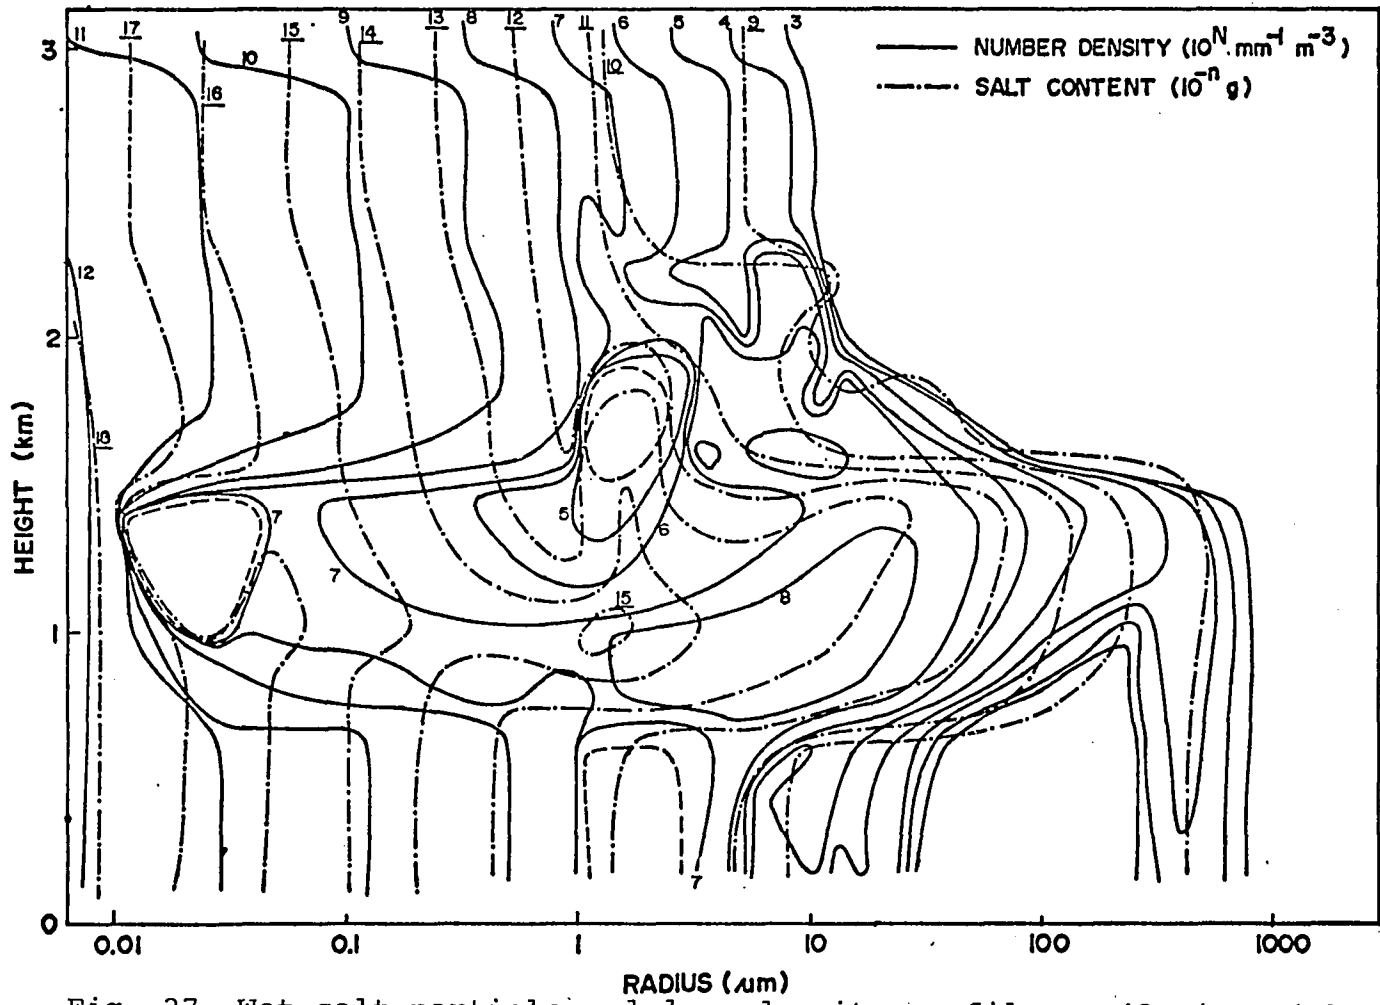 11 17 10 15 9 14 13 8 12 7 11 6 5 4 9 3
16 10
NUMBER DENSITY (10^N. mm^-1 m^-3)
SALT CONTENT (10^-n g)
3
12
2
18
HEIGHT (km)
5
7 6
7
15 8
1
7
0
0.01 0.1 1 10 100 1000
RADIUS (μm)